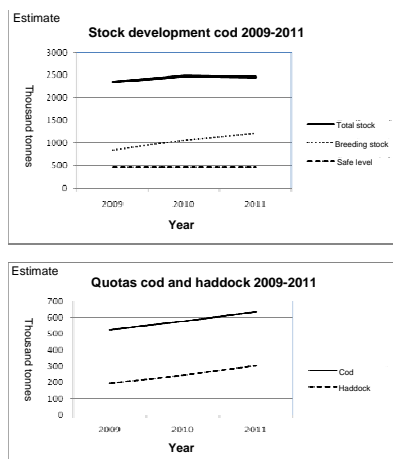 Estimate
Stock development cod 2009-2011
3000
2500
2000
1500
1000
500
0
Thousand tonnes
2009 2010 2011
Year
Total stock
Breeding stock
Safe level
Estimate
Quotas cod and haddock 2009-2011
700
600
500
400
300
200
100
0
Thousand tonnes
2009 2010 2011
Year
Cod
Haddock